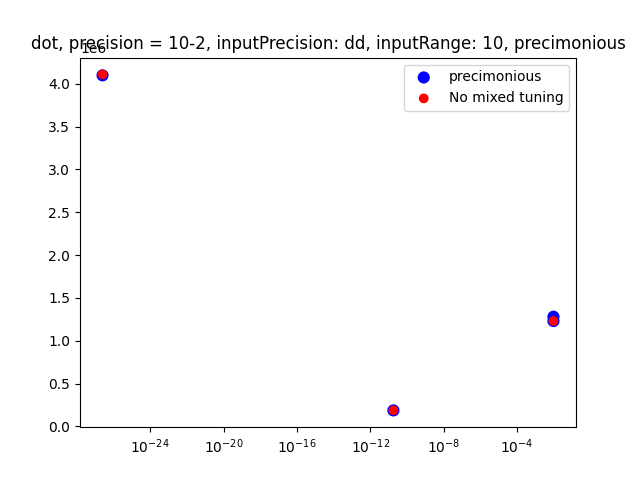 dot, precision = 10-2, inputPrecision: dd, inputRange: 10, precimonious
1e6
4.0
3.5
3.0
2.5
2.0
1.5
1.0
0.5
0.0
precimonious
No mixed tuning
10⁻²⁴ 10⁻²⁰ 10⁻¹⁶ 10⁻¹² 10⁻⁸ 10⁻⁴